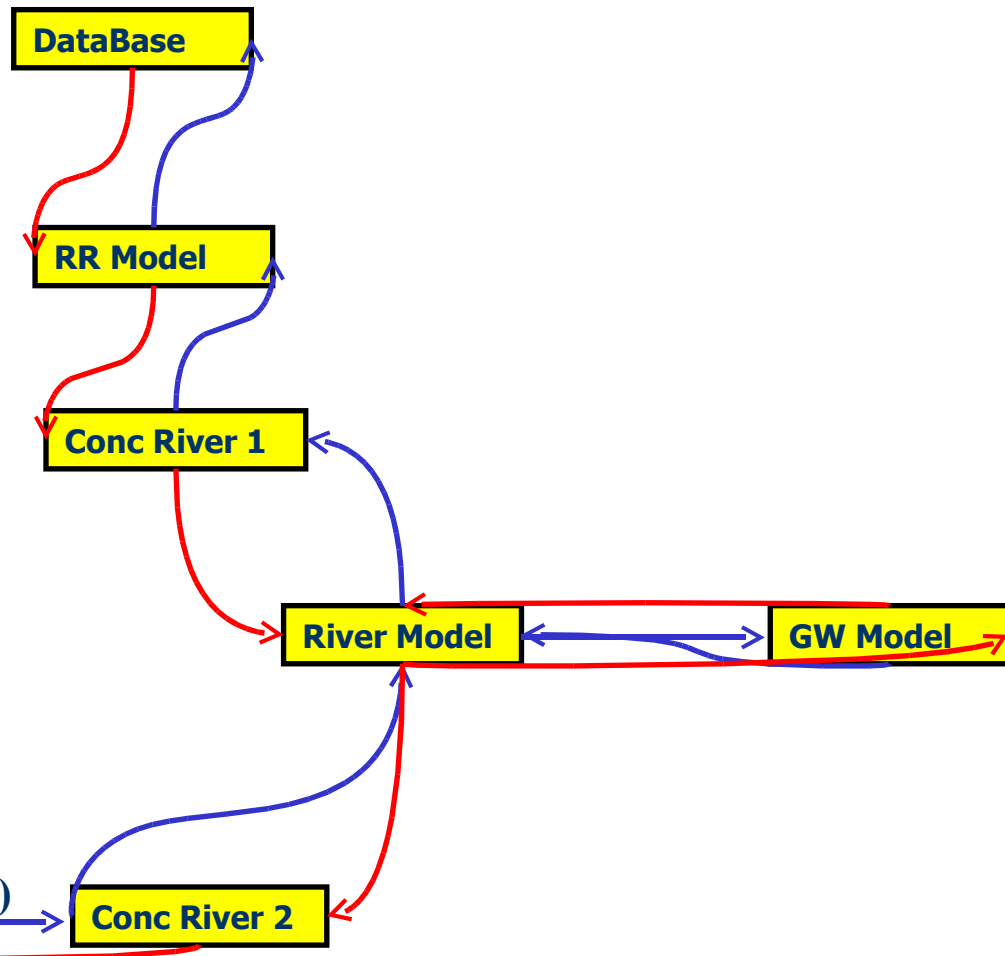 DataBase
RR Model
Conc River 1
River Model
GW Model
)
Conc River 2